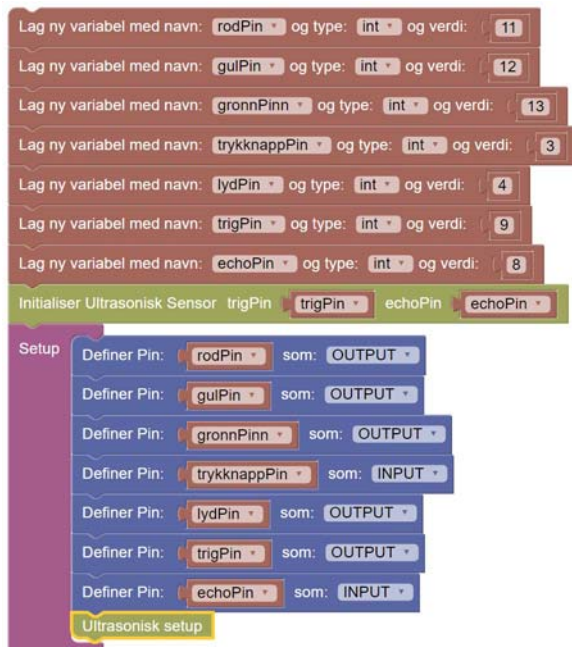 Lag ny variabel med navn: rodPin og type: int og verdi: 11
Lag ny variabel med navn: gulPin og type: int og verdi: 12
Lag ny variabel med navn: gronnPinn og type: int og verdi: 13
Lag ny variabel med navn: trykknappPin og type: int og verdi: 3
Lag ny variabel med navn: lydPin og type: int og verdi: 4
Lag ny variabel med navn: trigPin og type: int og verdi: 9
Lag ny variabel med navn: echoPin og type: int og verdi: 8
Initialiser Ultrasonisk Sensor trigPin trigPin echoPin echoPin
Setup
Definer Pin: rodPin som: OUTPUT
Definer Pin: gulPin som: OUTPUT
Definer Pin: gronnPinn som: OUTPUT
Definer Pin: trykknappPin som: INPUT
Definer Pin: lydPin som: OUTPUT
Definer Pin: trigPin som: OUTPUT
Definer Pin: echoPin som: INPUT
Ultrasonisk setup